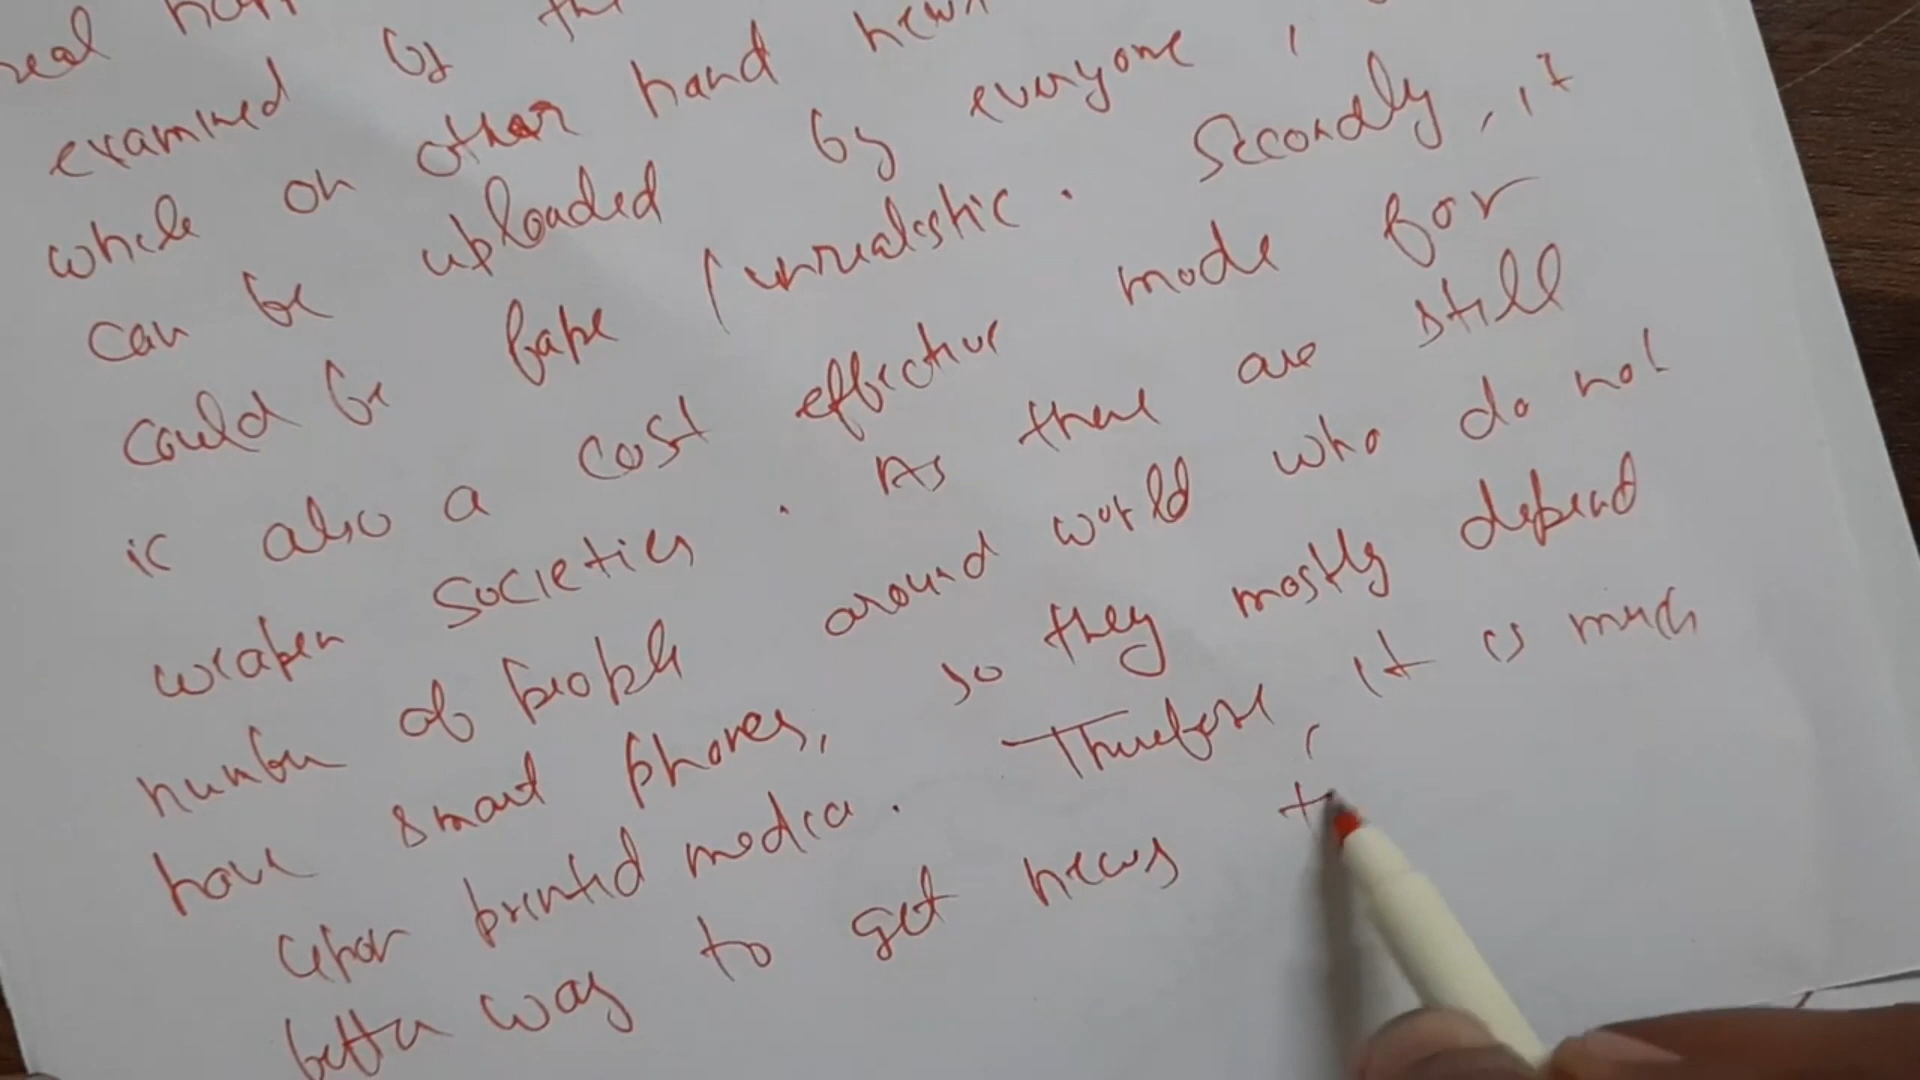 real
examined by
while on other hand news
can be uploaded by everyone,
could be fake / unrealistic. Secondly, it
is also a cost effective mode for
weaken societies. As there are still
number of people around world who do not
have smart phones, so they mostly depend
upon printed media. Therefore, it is much
better way to get news